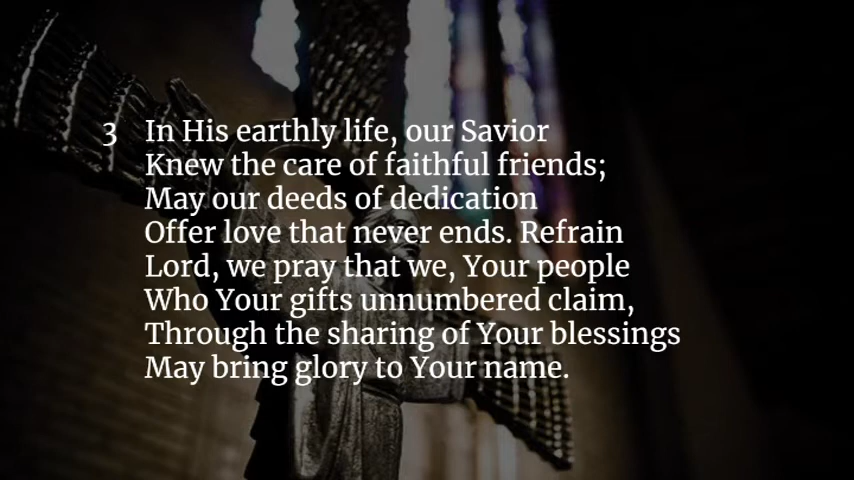 3 In His earthly life, our Savior
Knew the care of faithful friends;
May our deeds of dedication
Offer love that never ends. Refrain
Lord, we pray that we, Your people
Who Your gifts unnumbered claim,
Through the sharing of Your blessings
May bring glory to Your name.